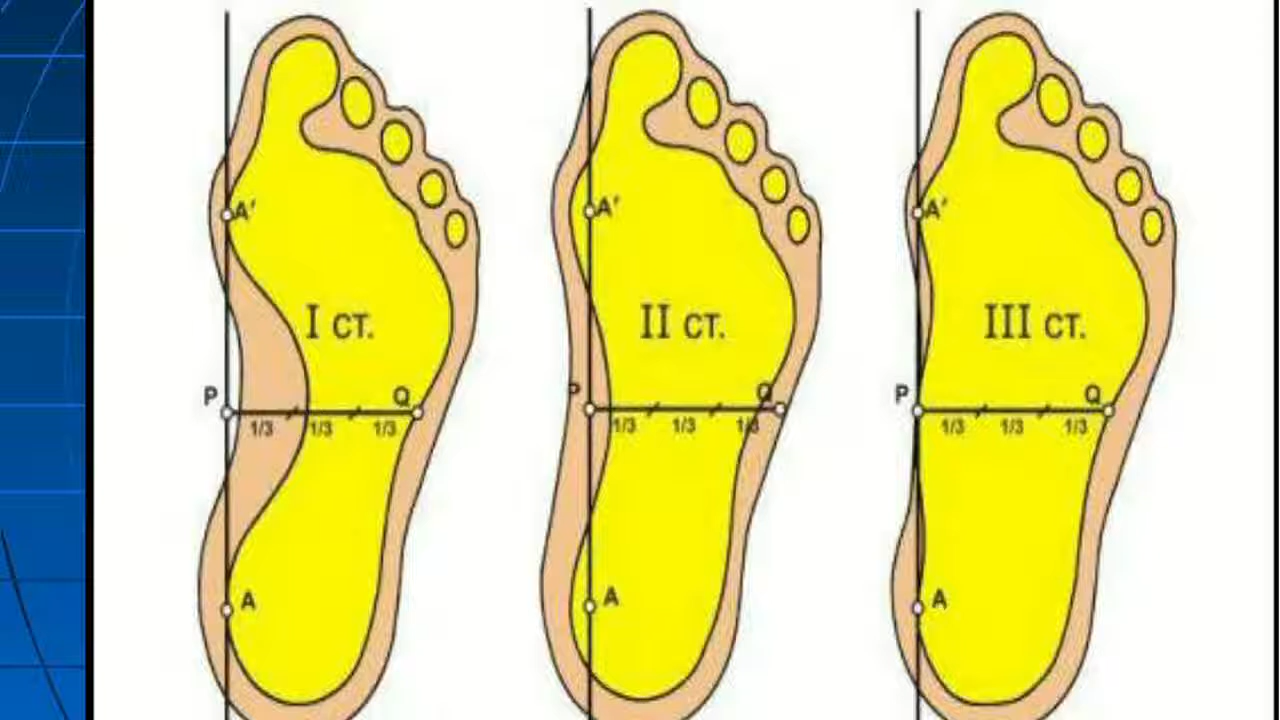 A' A' A'
I ст. II ст. III ст.
P Q P Q P Q
1/3 1/3 1/3 1/3 1/3 1/3 1/3 1/3 1/3
A A A